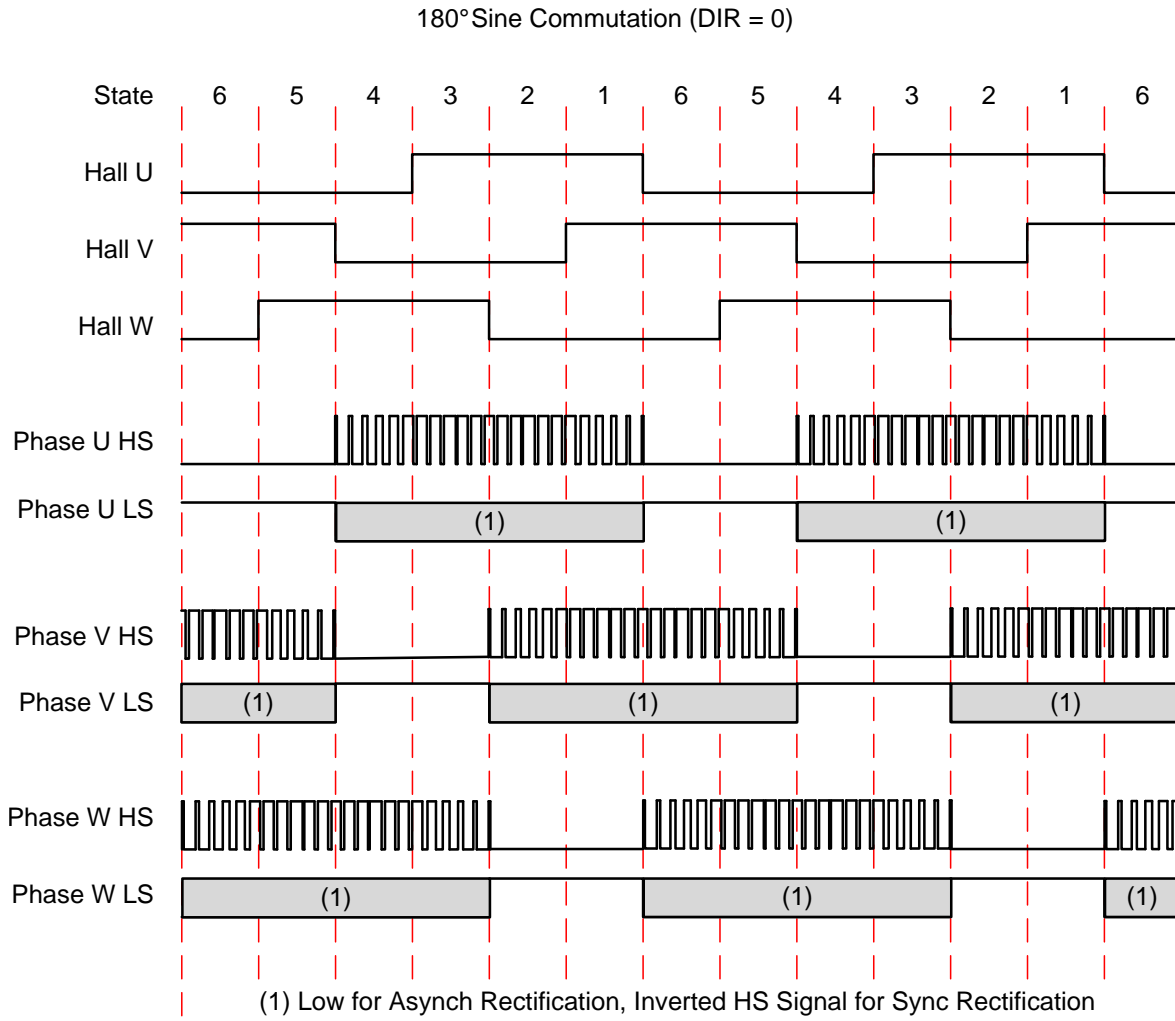 180° Sine Commutation (DIR = 0)
State 6 5 4 3 2 1 6 5 4 3 2 1 6
Hall U
Hall V
Hall W
Phase U HS
Phase U LS (1) (1)
Phase V HS
Phase V LS (1) (1) (1)
Phase W HS
Phase W LS (1) (1) (1)
(1) Low for Asynch Rectification, Inverted HS Signal for Sync Rectification